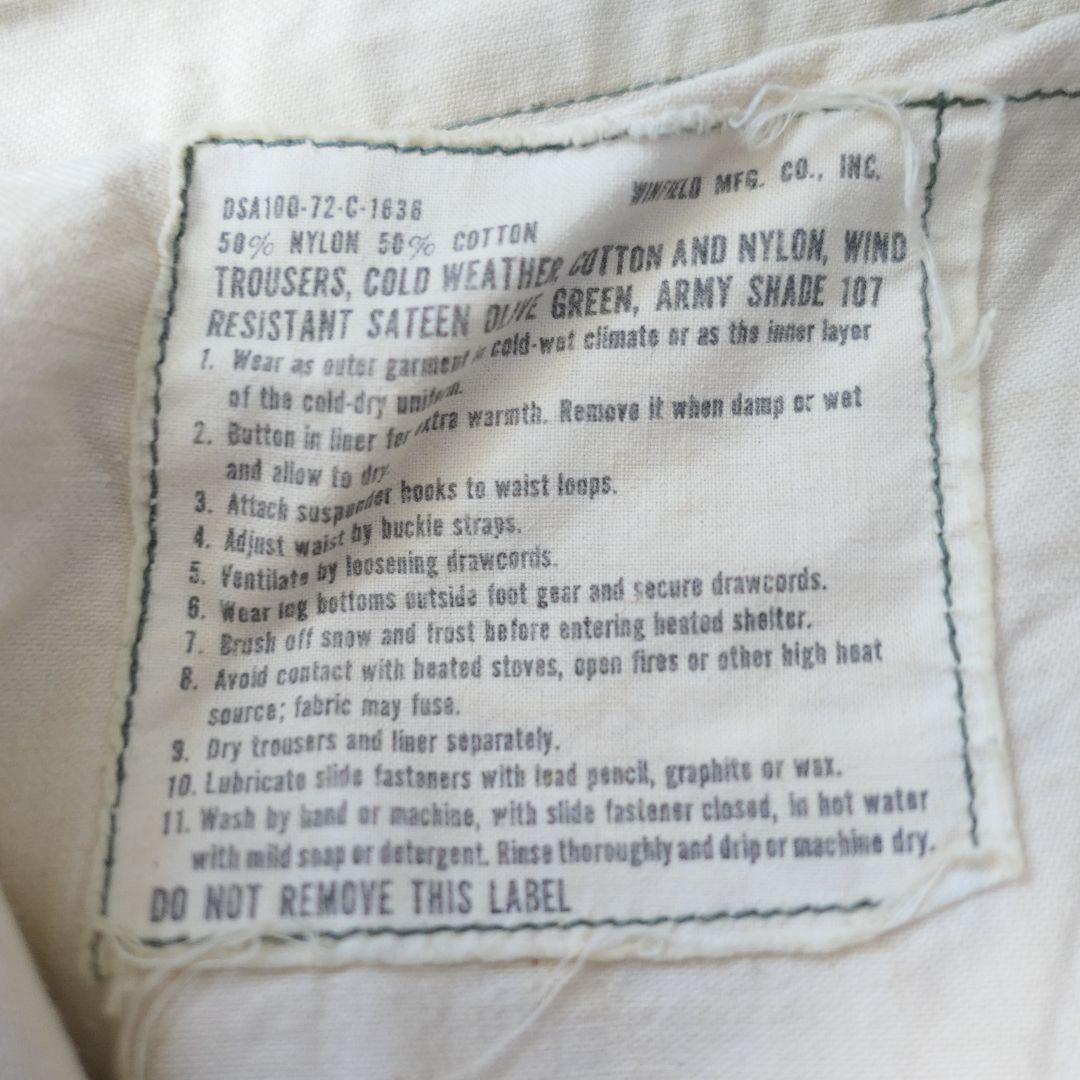 DSA100-72-C-1636
WINFIELD MFG. CO., INC.
50% NYLON 50% COTTON
TROUSERS, COLD WEATHER, COTTON AND NYLON, WIND
RESISTANT SATEEN OLIVE GREEN, ARMY SHADE 107
1. Wear as outer garment in cold-wet climate or as the inner layer
of the cold-dry uniform.
2. Button in liner for extra warmth. Remove it when damp or wet
and allow to dry
3. Attach suspender hooks to waist loops.
4. Adjust waist by buckle straps.
5. Ventilate by loosening drawcords.
6. Wear leg bottoms outside foot gear and secure drawcords.
7. Brush off snow and frost before entering heated shelter.
8. Avoid contact with heated stoves, open fires or other high heat
source; fabric may fuse.
9. Dry trousers and liner separately.
10. Lubricate slide fasteners with lead pencil, graphite or wax.
11. Wash by hand or machine, with slide fastener closed, in hot water
with mild soap or detergent. Rinse thoroughly and drip or machine dry.
DO NOT REMOVE THIS LABEL